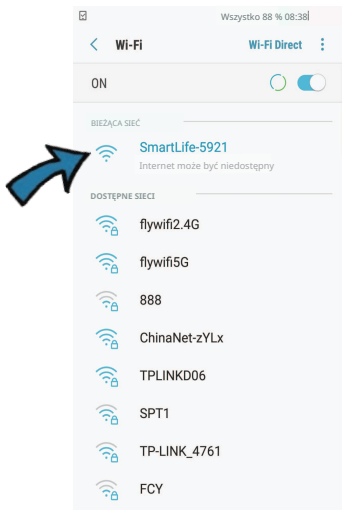 Wszystko 88 % 08:38
Wi-Fi
Wi-Fi Direct
ON
BIEŻĄCA SIEĆ
SmartLife-5921
Internet może być niedostępny
DOSTĘPNE SIECI
flywifi2.4G
flywifi5G
888
ChinaNet-zYLx
TPLINKD06
SPT1
TP-LINK_4761
FCY